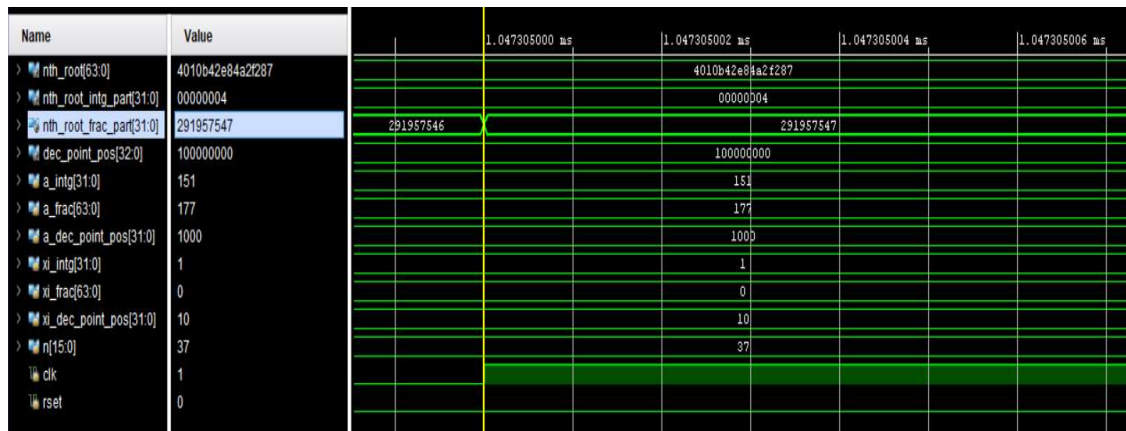 Name Value
1.047305000 ms 1.047305002 ms 1.047305004 ms 1.047305006 ms
nth_root[63:0] 4010b42e84a2f287 4010b42e84a2f287
nth_root_intg_part[31:0] 00000004 00000004
nth_root_frac_part[31:0] 291957547 291957546 291957547
dec_point_pos[32:0] 100000000 100000000
a_intg[31:0] 151 151
a_frac[63:0] 177 177
a_dec_point_pos[31:0] 1000 1000
xi_intg[31:0] 1 1
xi_frac[63:0] 0 0
xi_dec_point_pos[31:0] 10 10
n[15:0] 37 37
clk 1
rset 0